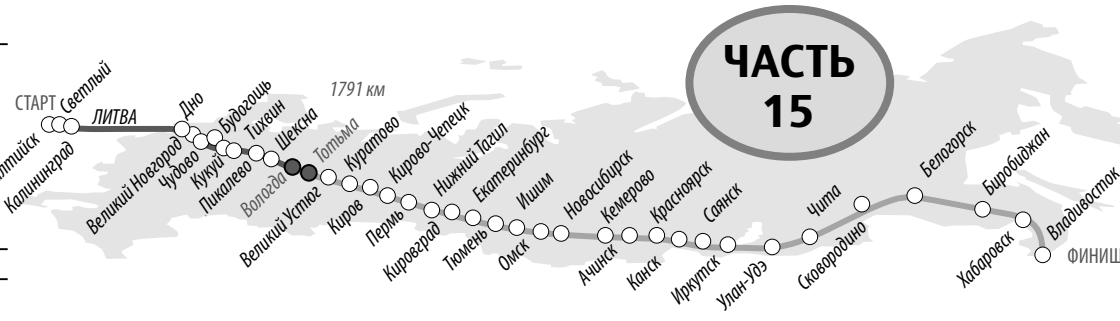 ЧАСТЬ
15
1791 км
СТАРТ
Светлый
Калининград
ЛИТВА
Дно
Великий Новгород
Чудово
Будогощь
Кукуй
Тихвин
Пикалево
Шексна
Вологда
Тотьма
Великий Устюг
Курапово
Киров
Кирово-Чепецк
Пермь
Нижний Тагил
Кировград
Екатеринбург
Тюмень
Ишим
Омск
Новосибирск
Кемерово
Ачинск
Красноярск
Канск
Саянск
Иркутск
Улан-Удэ
Чита
Сковородино
Белогорск
Биробиджан
Хабаровск
Владивосток
ФИНИШ